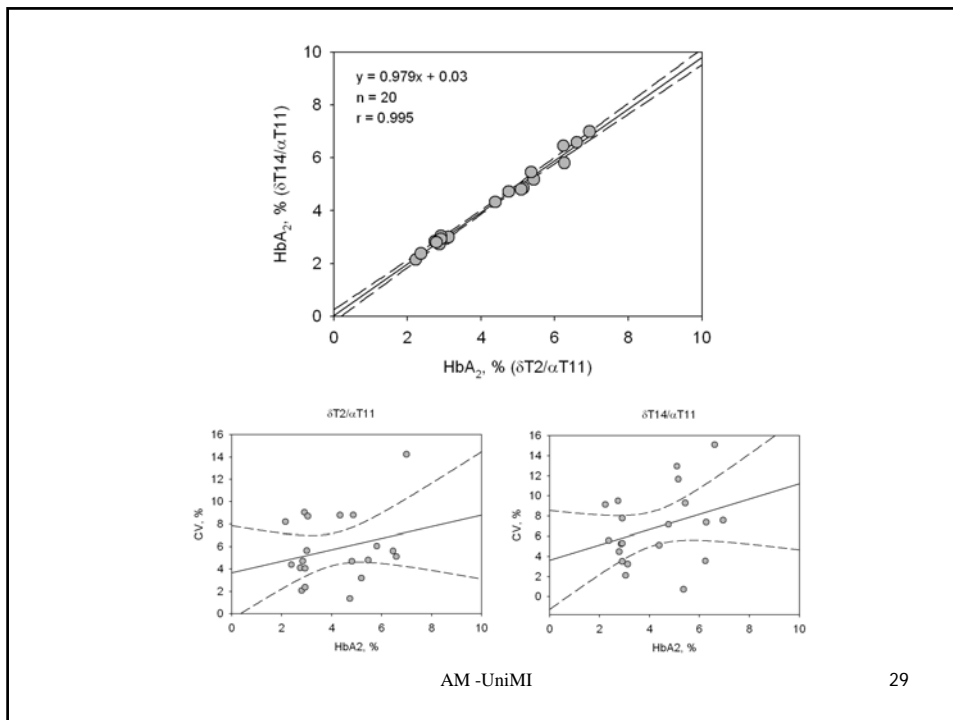 10
8
6
4
2
0
y = 0.979x + 0.03
n = 20
r = 0.995
HbA2, % (δT14/αT11)
0 2 4 6 8 10
HbA2, % (δT2/αT11)
δT2/αT11
16
14
12
10
8
6
4
2
0
CV, %
0 2 4 6 8 10
HbA2, %
δT14/αT11
16
14
12
10
8
6
4
2
0
CV, %
0 2 4 6 8 10
HbA2, %
AM -UniMI 29